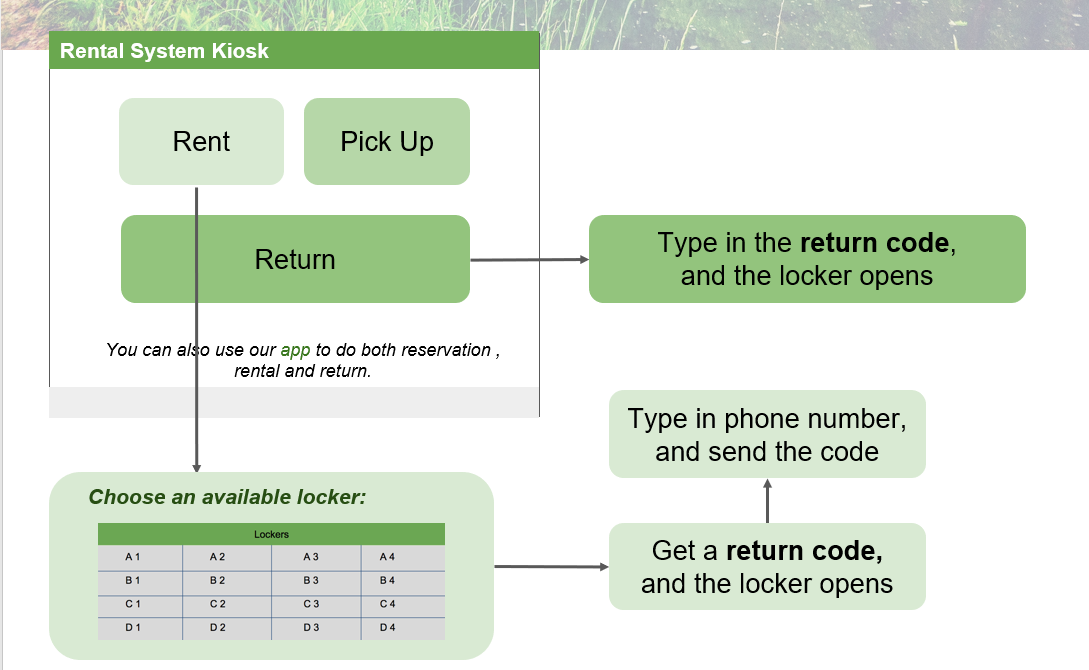 Rental System Kiosk
Rent
Pick Up
Return
You can also use our app to do both reservation ,
rental and return.
Type in the return code,
and the locker opens
Type in phone number,
and send the code
Get a return code,
and the locker opens
Choose an available locker:
Lockers
A 1 A 2 A 3 A 4
B 1 B 2 B 3 B 4
C 1 C 2 C 3 C 4
D 1 D 2 D 3 D 4